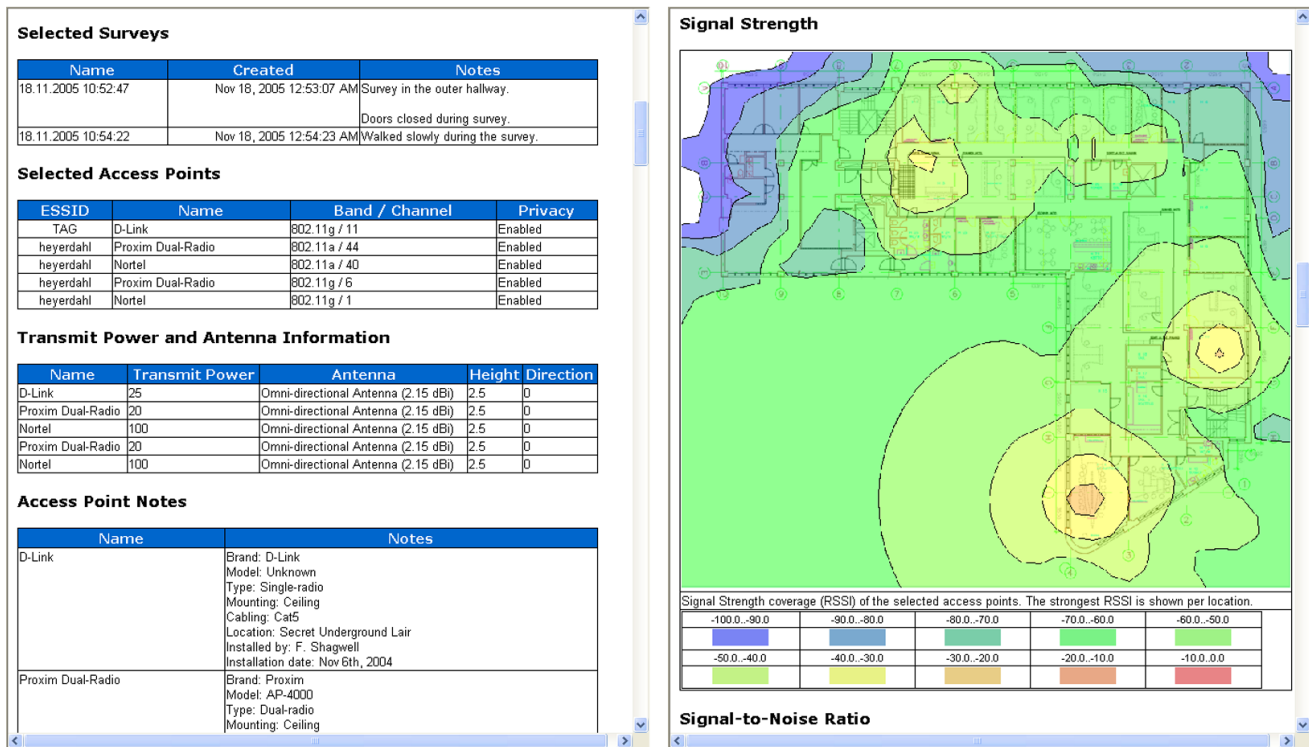 Selected Surveys
Name Created Notes
18.11.2005 10:52:47 Nov 18, 2005 12:53:07 AM Survey in the outer hallway.
Doors closed during survey.
18.11.2005 10:54:22 Nov 18, 2005 12:54:23 AM Walked slowly during the survey.
Selected Access Points
ESSID Name Band / Channel Privacy
TAG D-Link 802.11g / 11 Enabled
heyerdahl Proxim Dual-Radio 802.11a / 44 Enabled
heyerdahl Nortel 802.11a / 40 Enabled
heyerdahl Proxim Dual-Radio 802.11g / 6 Enabled
heyerdahl Nortel 802.11g / 1 Enabled
Transmit Power and Antenna Information
Name Transmit Power Antenna Height Direction
D-Link 25 Omni-directional Antenna (2.15 dBi) 2.5 0
Proxim Dual-Radio 20 Omni-directional Antenna (2.15 dBi) 2.5 0
Nortel 100 Omni-directional Antenna (2.15 dBi) 2.5 0
Proxim Dual-Radio 20 Omni-directional Antenna (2.15 dBi) 2.5 0
Nortel 100 Omni-directional Antenna (2.15 dBi) 2.5 0
Access Point Notes
Name Notes
D-Link Brand: D-Link
Model: Unknown
Type: Single-radio
Mounting: Ceiling
Cabling: Cat5
Location: Secret Underground Lair
Installed by: F. Shagwell
Installation date: Nov 6th, 2004
Proxim Dual-Radio Brand: Proxim
Model: AP-4000
Type: Dual-radio
Mounting: Ceiling
Signal Strength
Signal Strength coverage (RSSI) of the selected access points. The strongest RSSI is shown per location.
-100.0..-90.0 -90.0..-80.0 -80.0..-70.0 -70.0..-60.0 -60.0..-50.0
-50.0..-40.0 -40.0..-30.0 -30.0..-20.0 -20.0..-10.0 -10.0..0.0
Signal-to-Noise Ratio